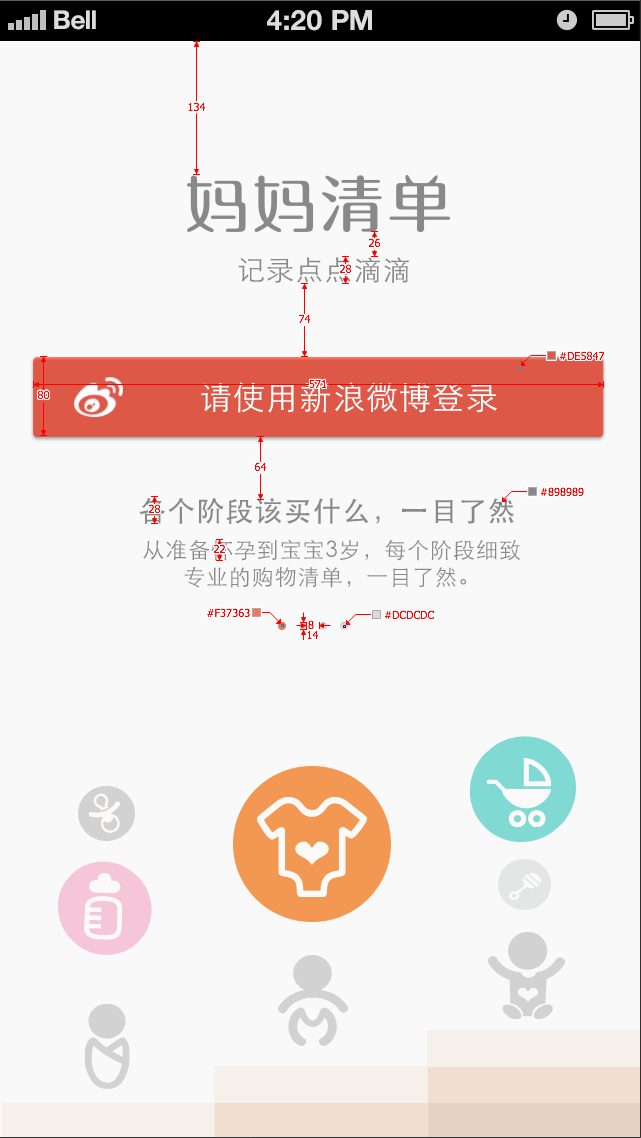 Bell 4:20 PM
134
妈妈清单
26
记录点点滴滴
28
74
#DE5847
571
80
请使用新浪微博登录
64
#898989
各个阶段该买什么，一目了然
28
从准备怀孕到宝宝3岁，每个阶段细致
22
专业的购物清单，一目了然。
#F37363 8 #DCDCDC
14